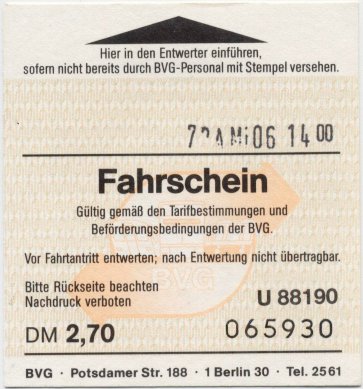 Hier in den Entwerter einführen,
sofern nicht bereits durch BVG-Personal mit Stempel versehen.
72AMi06 14 00
Fahrschein
Gültig gemäß den Tarifbestimmungen und
Beförderungsbedingungen der BVG.
Vor Fahrtantritt entwerten; nach Entwertung nicht übertragbar.
BVG
Bitte Rückseite beachten
Nachdruck verboten
U 88190
DM 2,70
065930
BVG · Potsdamer Str. 188 · 1 Berlin 30 · Tel. 2561